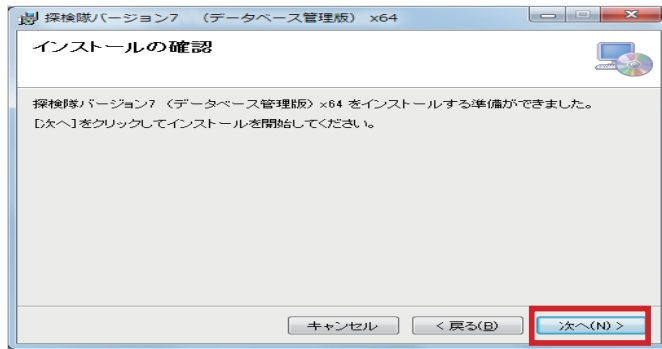 探検隊バージョン7 (データベース管理版) x64
インストールの確認
探検隊バージョン7 (データベース管理版) x64 をインストールする準備ができました。
[次へ]をクリックしてインストールを開始してください。
キャンセル
< 戻る(B)
次へ(N) >